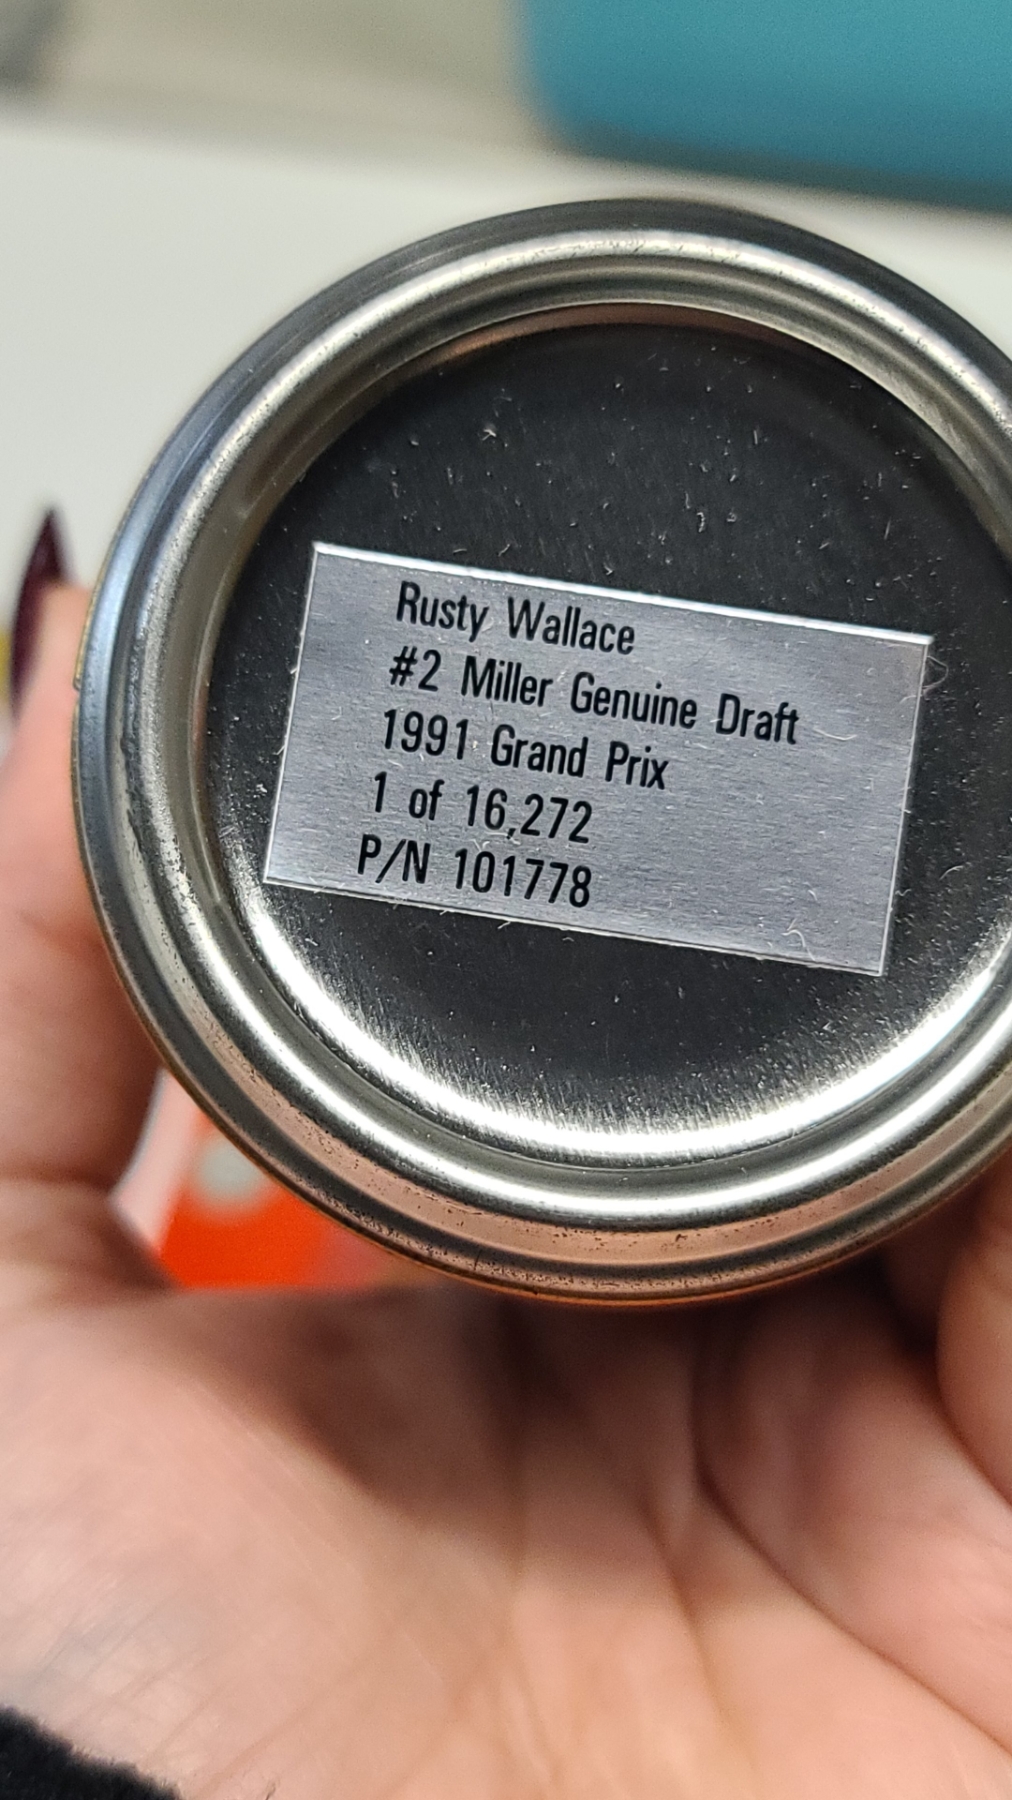 Rusty Wallace
#2 Miller Genuine Draft
1991 Grand Prix
1 of 16,272
P/N 101778